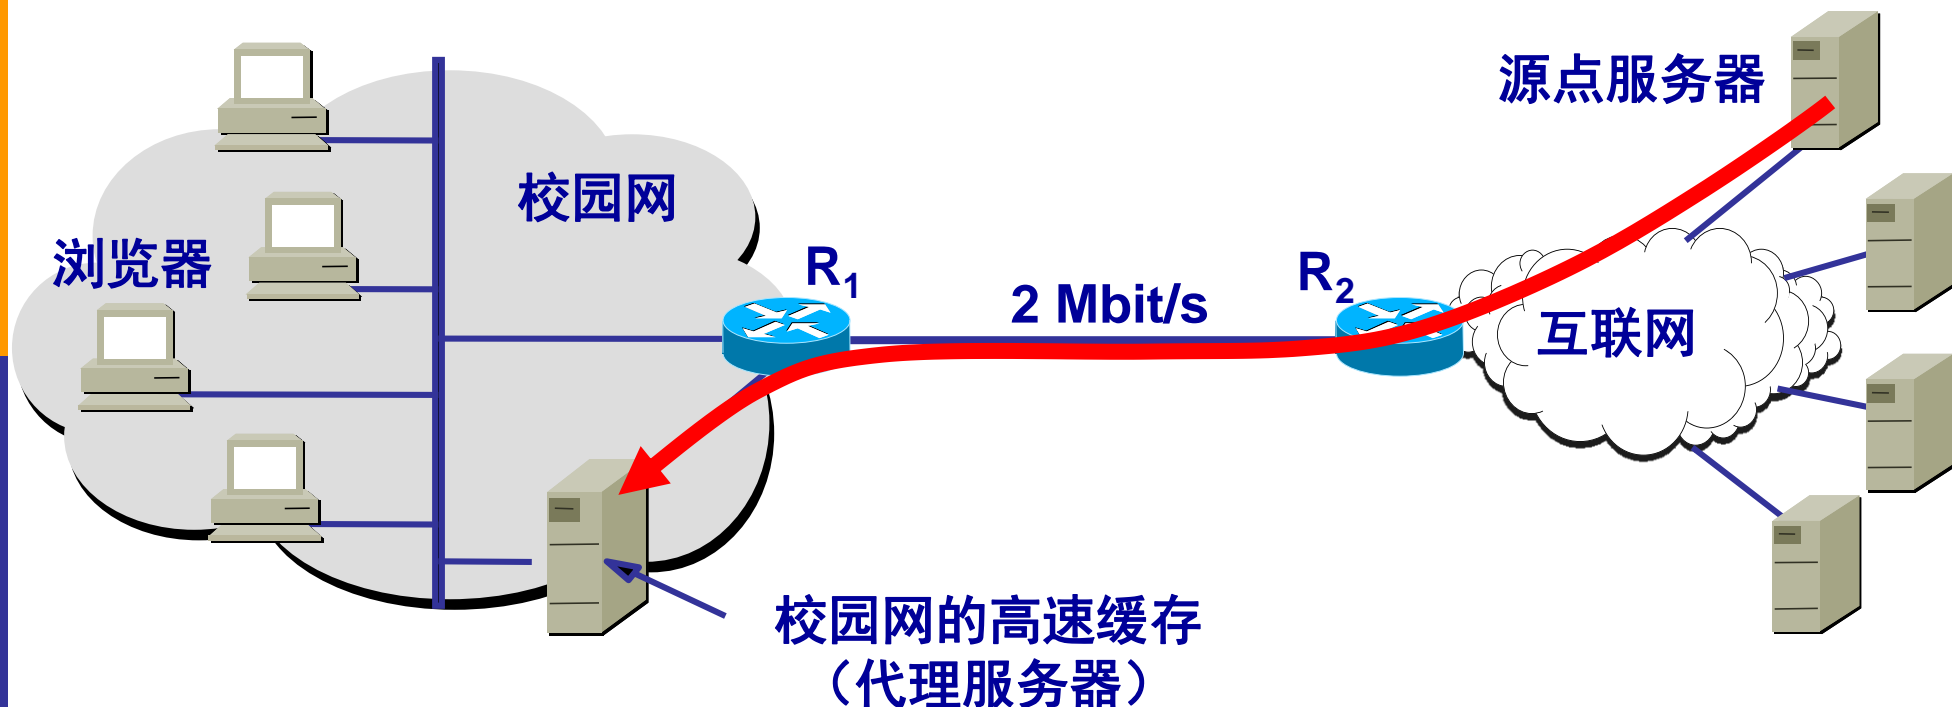 源点服务器
校园网
浏览器
R1
2 Mbit/s
R2
互联网
校园网的高速缓存
（代理服务器）